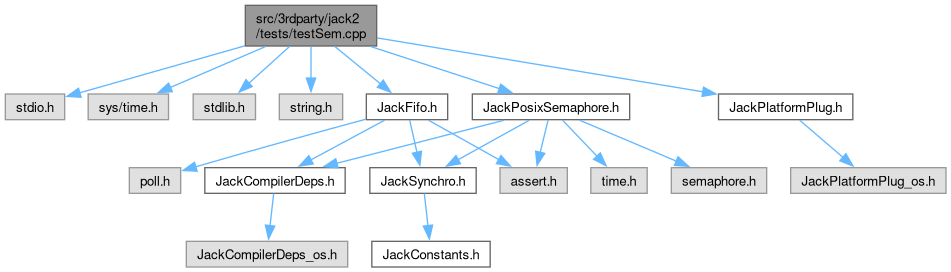 src/3rdparty/jack2
/tests/testSem.cpp
stdio.h
sys/time.h
stdlib.h
string.h
JackFifo.h
JackPosixSemaphore.h
JackPlatformPlug.h
poll.h
JackCompilerDeps.h
JackSynchro.h
assert.h
time.h
semaphore.h
JackPlatformPlug_os.h
JackCompilerDeps_os.h
JackConstants.h